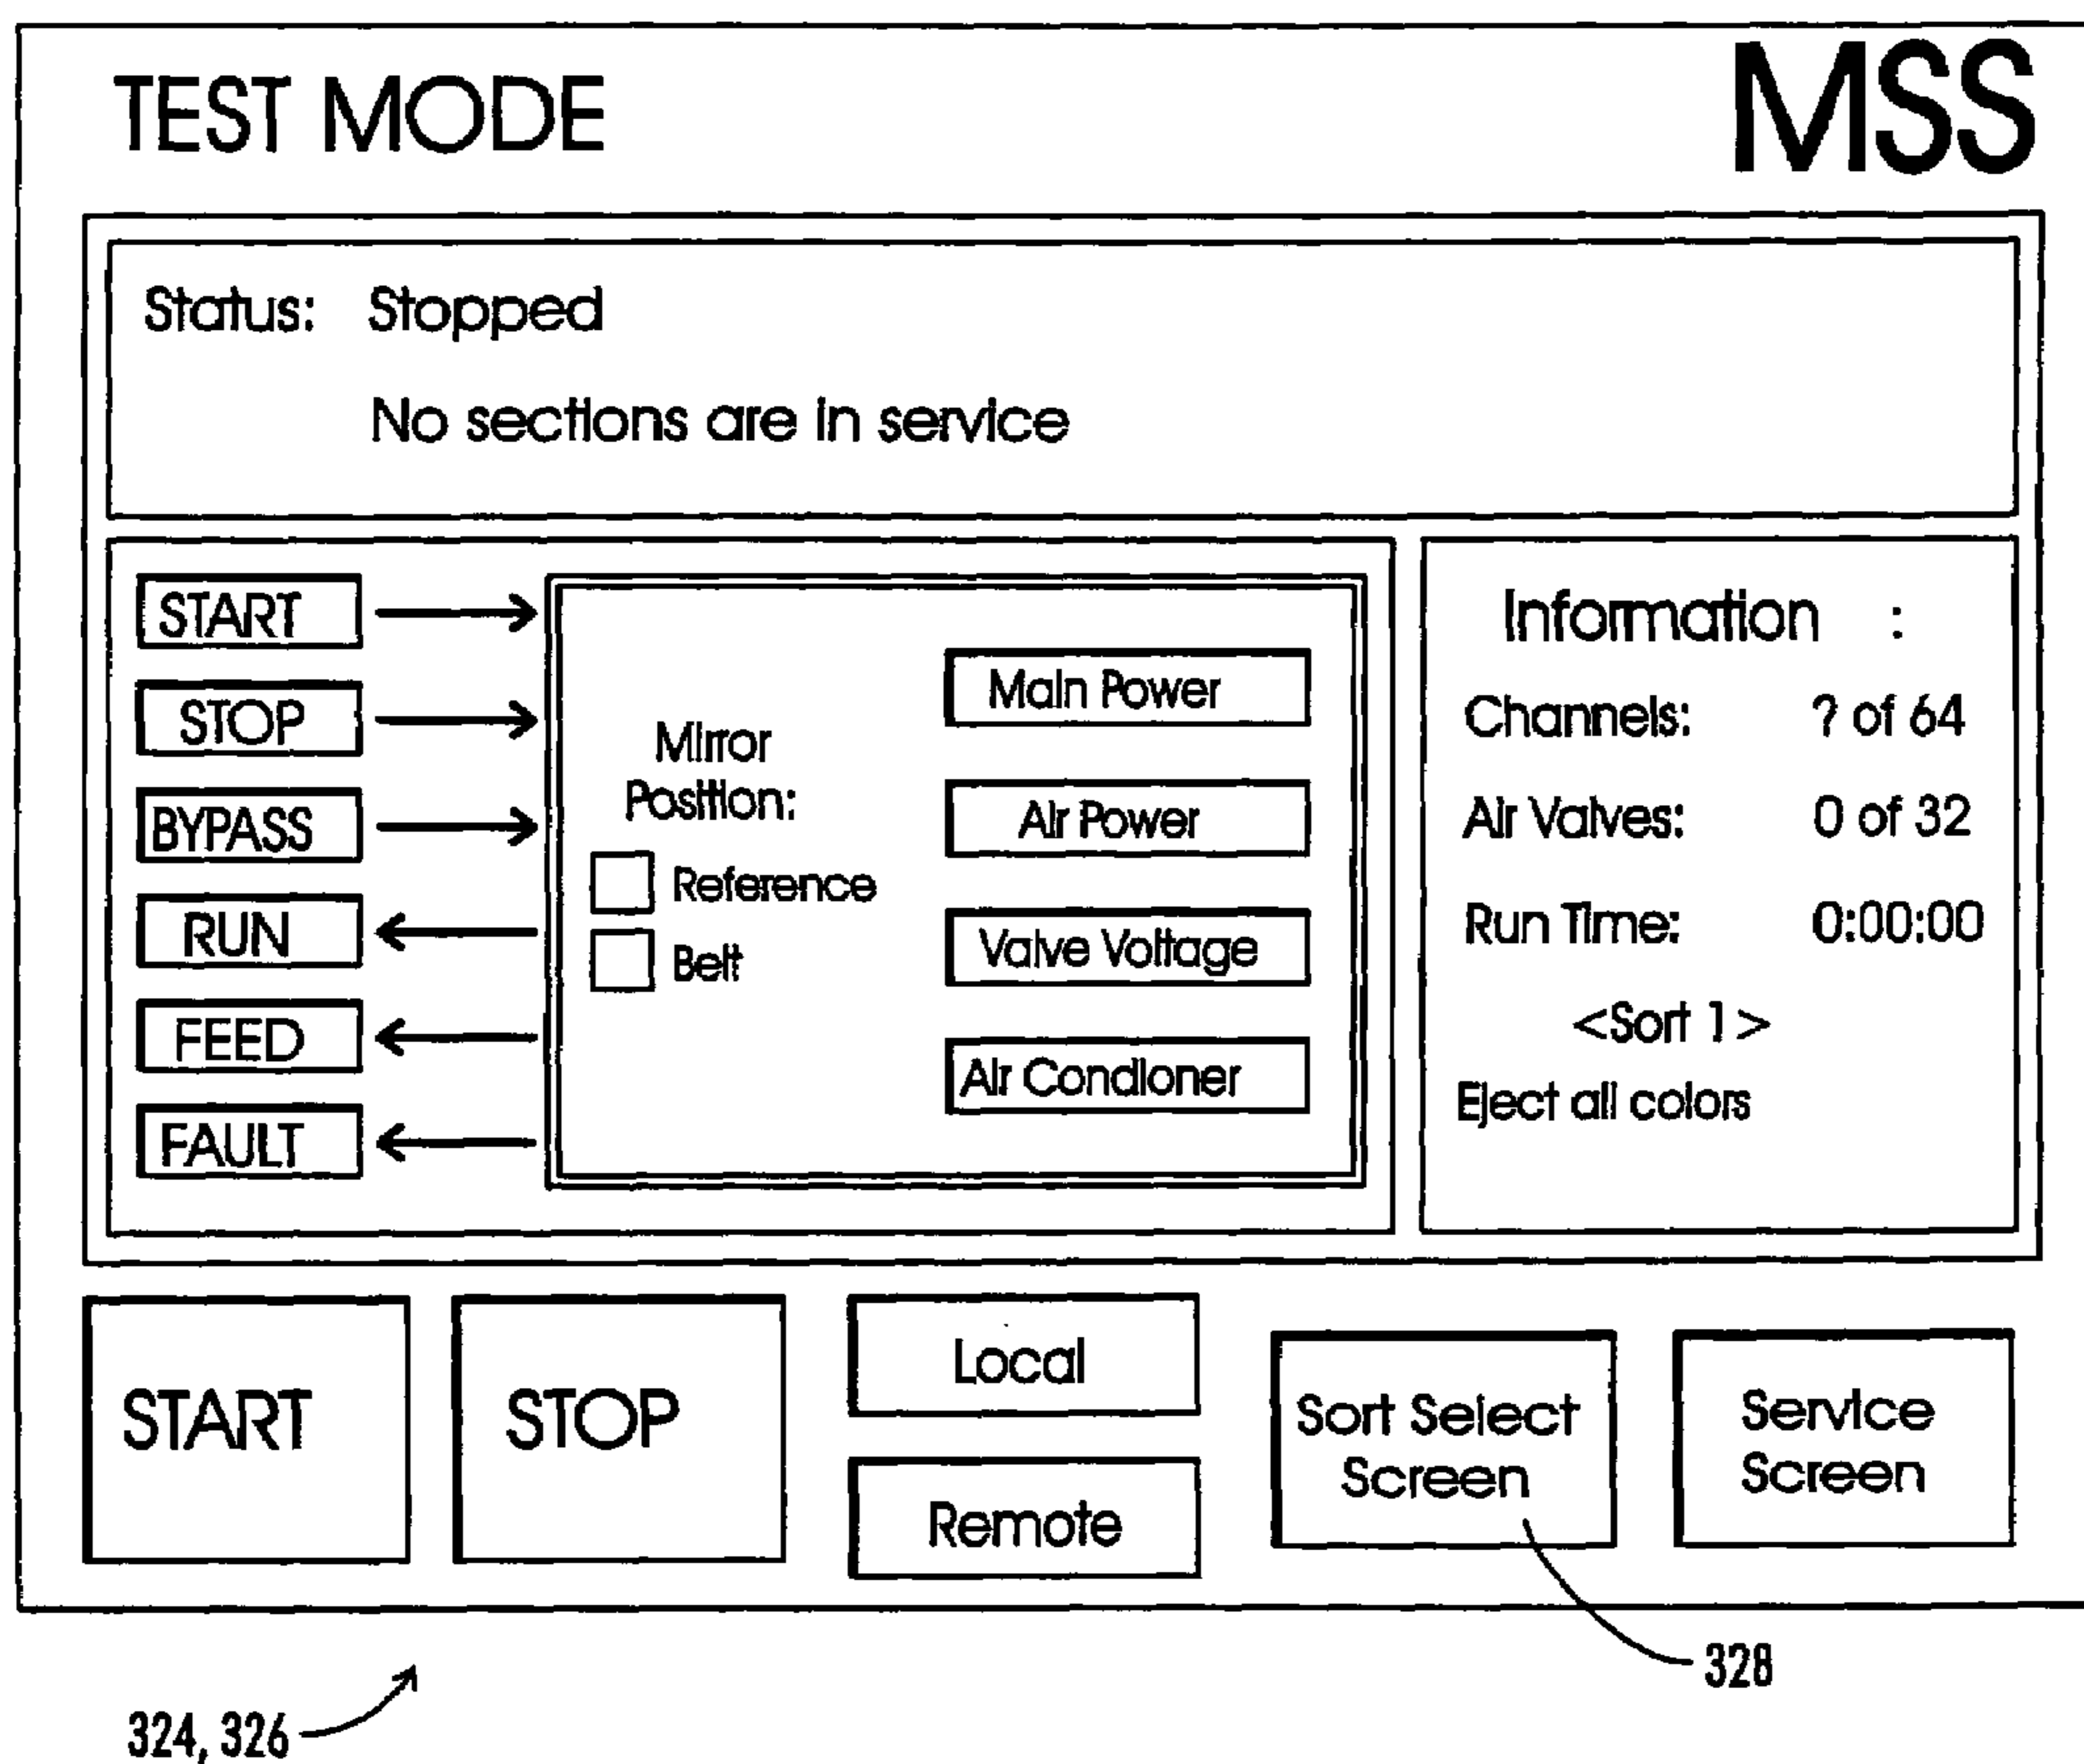 TEST MODE
MSS
Status: Stopped
No sections are in service
START
STOP
BYPASS
RUN
FEED
FAULT
Mirror
Position:
Reference
Belt
Main Power
Air Power
Valve Voltage
Air Condioner
Information :
Channels: ? of 64
Air Valves: 0 of 32
Run Time: 0:00:00
<Sort 1>
Eject all colors
START
STOP
Local
Remote
Sort Select
Screen
Service
Screen
328
324, 326